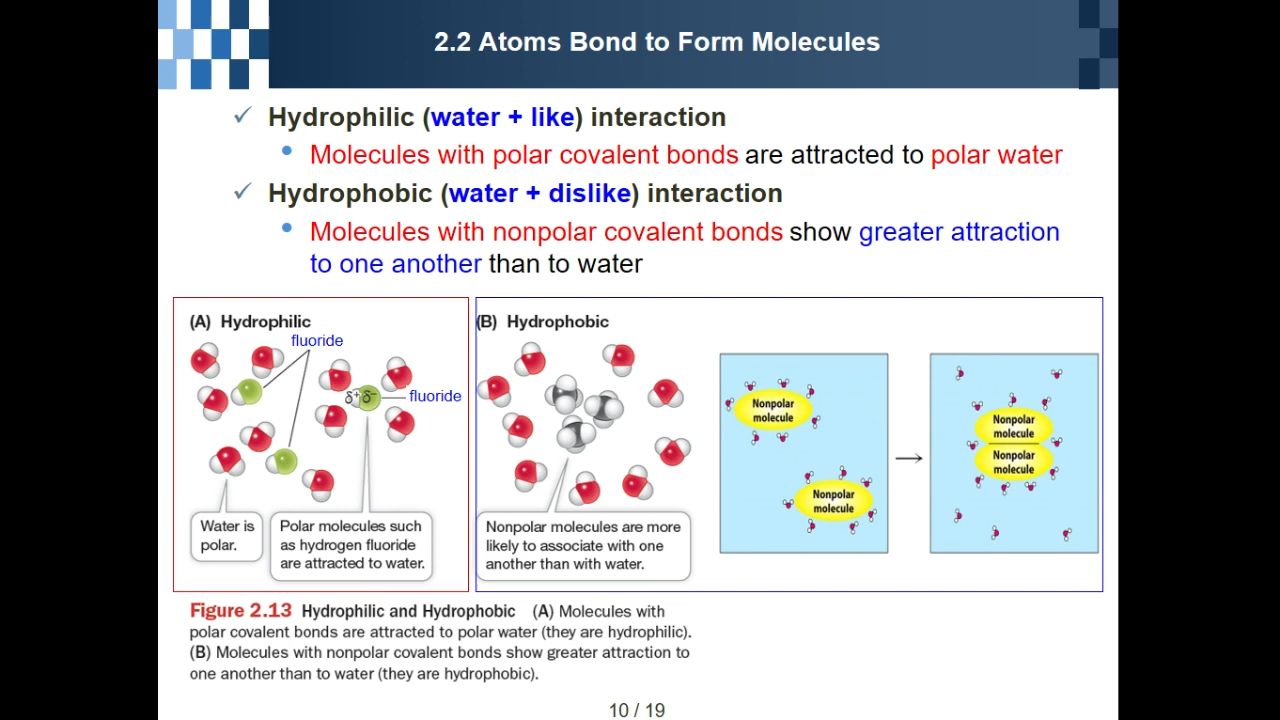 2.2 Atoms Bond to Form Molecules
✓ Hydrophilic (water + like) interaction
• Molecules with polar covalent bonds are attracted to polar water
✓ Hydrophobic (water + dislike) interaction
• Molecules with nonpolar covalent bonds show greater attraction
to one another than to water
(A) Hydrophilic
fluoride
δ+ δ−
fluoride
Water is
polar.
Polar molecules such
as hydrogen fluoride
are attracted to water.
(B) Hydrophobic
Nonpolar molecules are more
likely to associate with one
another than with water.
Nonpolar
molecule
Nonpolar
molecule
Nonpolar
molecule
Nonpolar
molecule
Figure 2.13 Hydrophilic and Hydrophobic (A) Molecules with
polar covalent bonds are attracted to polar water (they are hydrophilic).
(B) Molecules with nonpolar covalent bonds show greater attraction to
one another than to water (they are hydrophobic).
10 / 19